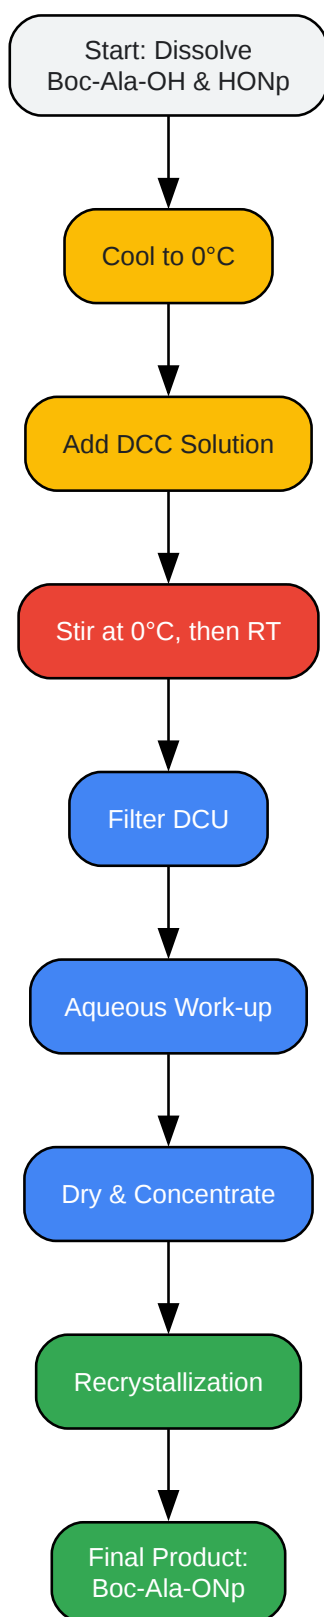 Start: Dissolve
Boc-Ala-OH & HONp
Cool to 0°C
Add DCC Solution
Stir at 0°C, then RT
Filter DCU
Aqueous Work-up
Dry & Concentrate
Recrystallization
Final Product:
Boc-Ala-ONp